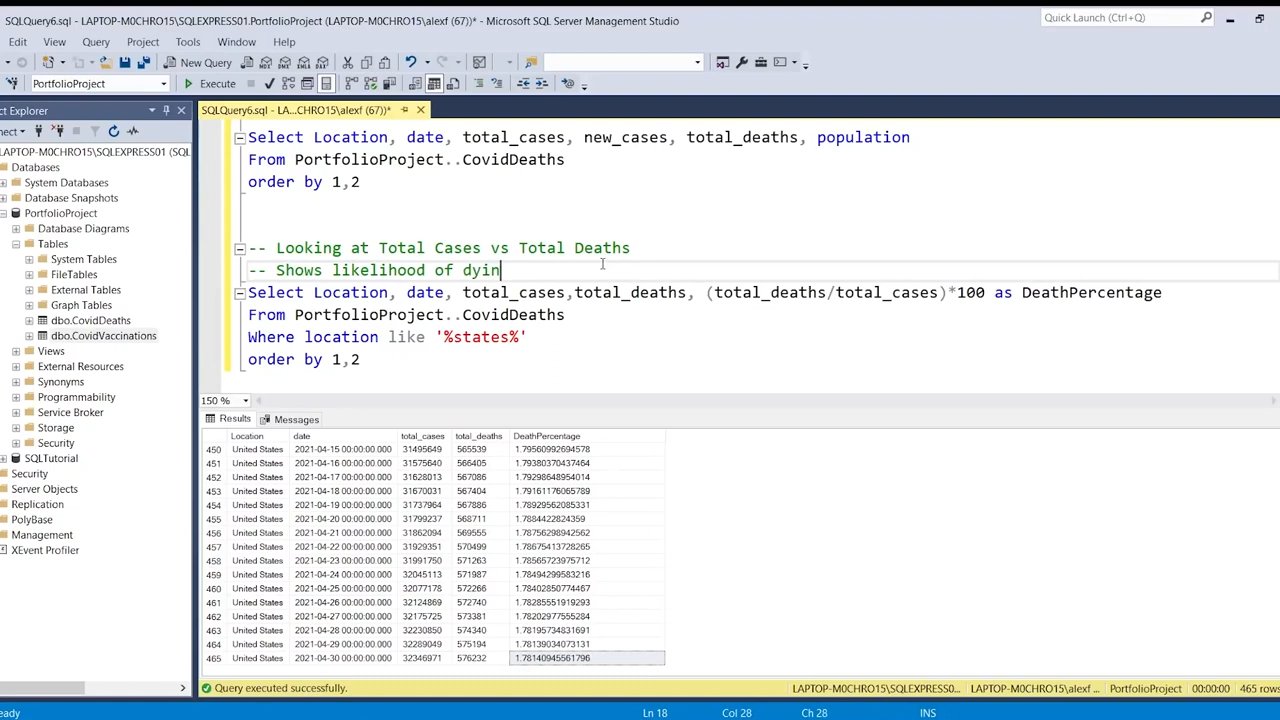 SQLQuery6.sql - LAPTOP-M0CHRO15\SQLEXPRESS01.PortfolioProject (LAPTOP-M0CHRO15\alexf (67))* - Microsoft SQL Server Management Studio
Quick Launch (Ctrl+Q)
Edit View Query Project Tools Window Help
New Query
PortfolioProject Execute
ct Explorer
SQLQuery6.sql - LA...CHRO15\alexf (67))*
nect
LAPTOP-M0CHRO15\SQLEXPRESS01 (SQL
Databases
System Databases
Database Snapshots
PortfolioProject
Database Diagrams
Tables
System Tables
FileTables
External Tables
Graph Tables
dbo.CovidDeaths
dbo.CovidVaccinations
Views
External Resources
Synonyms
Programmability
Service Broker
Storage
Security
SQLTutorial
Security
Server Objects
Replication
PolyBase
Management
XEvent Profiler
Select Location, date, total_cases, new_cases, total_deaths, population
From PortfolioProject..CovidDeaths
order by 1,2
-- Looking at Total Cases vs Total Deaths
-- Shows likelihood of dyin
Select Location, date, total_cases,total_deaths, (total_deaths/total_cases)*100 as DeathPercentage
From PortfolioProject..CovidDeaths
Where location like '%states%'
order by 1,2
150 %
Results Messages
Location date total_cases total_deaths DeathPercentage
450 United States 2021-04-15 00:00:00.000 31495649 565539 1.79560992694578
451 United States 2021-04-16 00:00:00.000 31575640 566405 1.79380370437464
452 United States 2021-04-17 00:00:00.000 31628013 567086 1.79298648954014
453 United States 2021-04-18 00:00:00.000 31670031 567404 1.79161176065789
454 United States 2021-04-19 00:00:00.000 31737964 567886 1.78929562085331
455 United States 2021-04-20 00:00:00.000 31799237 568711 1.7884422824359
456 United States 2021-04-21 00:00:00.000 31862094 569555 1.78756298942562
457 United States 2021-04-22 00:00:00.000 31929351 570499 1.78675413728265
458 United States 2021-04-23 00:00:00.000 31991750 571263 1.78565723975712
459 United States 2021-04-24 00:00:00.000 32045113 571987 1.78494299583216
460 United States 2021-04-25 00:00:00.000 32077178 572266 1.78402850774467
461 United States 2021-04-26 00:00:00.000 32124869 572740 1.78285551919293
462 United States 2021-04-27 00:00:00.000 32175725 573381 1.78202977555284
463 United States 2021-04-28 00:00:00.000 32230850 574340 1.78195734831691
464 United States 2021-04-29 00:00:00.000 32289049 575194 1.78139034073131
465 United States 2021-04-30 00:00:00.000 32346971 576232 1.78140945561796
Query executed successfully. LAPTOP-M0CHRO15\SQLEXPRESS0... LAPTOP-M0CHRO15\alexf ... PortfolioProject 00:00:00 465 rows
eady Ln 18 Col 28 Ch 28 INS